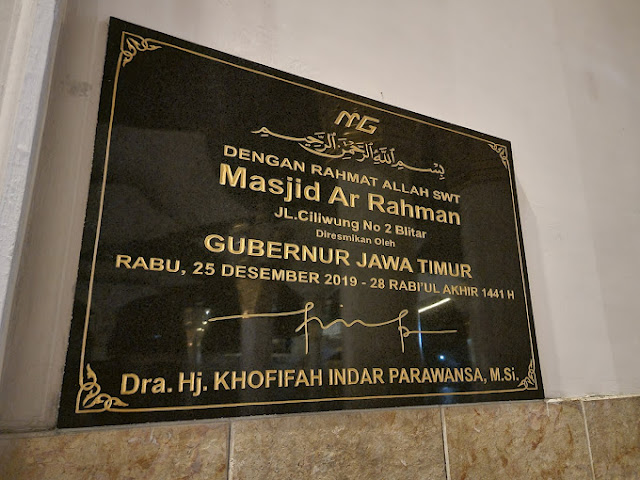 MG
بِسْمِ اللهِ الرَّحْمٰنِ الرَّحِيْمِ
DENGAN RAHMAT ALLAH SWT
Masjid Ar Rahman
JL.Ciliwung No 2 Blitar
Diresmikan Oleh
GUBERNUR JAWA TIMUR
RABU, 25 DESEMBER 2019 - 28 RABI'UL AKHIR 1441 H
Dra. Hj. KHOFIFAH INDAR PARAWANSA, M.Si.